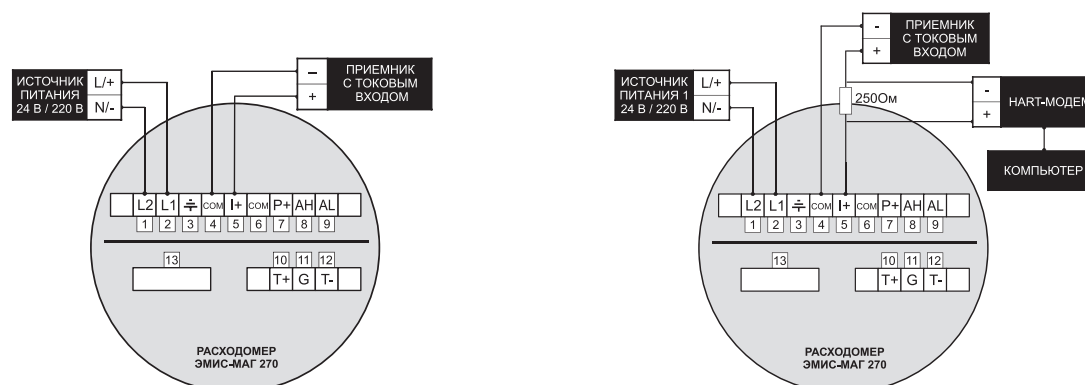 ИСТОЧНИК
ПИТАНИЯ
24 В / 220 В
L/+
N/-
–
+
ПРИЕМНИК
С ТОКОВЫМ
ВХОДОМ
L2 L1 COM I+ COM P+ AH AL
1 2 3 4 5 6 7 8 9
13
10 11 12
T+ G T-
РАСХОДОМЕР
ЭМИС-МАГ 270
ИСТОЧНИК
ПИТАНИЯ 1
24 В / 220 В
L/+
N/-
-
+
ПРИЕМНИК
С ТОКОВЫМ
ВХОДОМ
250Ом
-
+
HART-МОДЕМ
КОМПЬЮТЕР
L2 L1 COM I+ COM P+ AH AL
1 2 3 4 5 6 7 8 9
13
10 11 12
T+ G T-
РАСХОДОМЕР
ЭМИС-МАГ 270